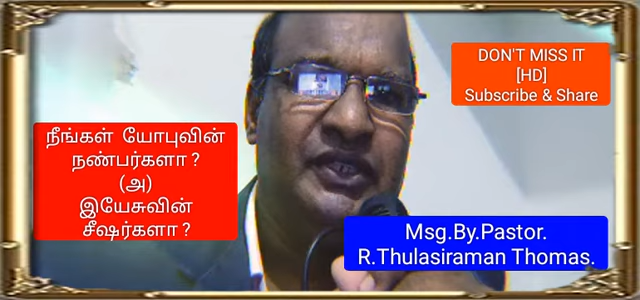 DON'T MISS IT
[HD]
Subscribe & Share
நீங்கள் யோபுவின்
நண்பர்களா ?
(அ)
இயேசுவின்
சீஷர்களா ?
Msg.By.Pastor.
R.Thulasiraman Thomas.